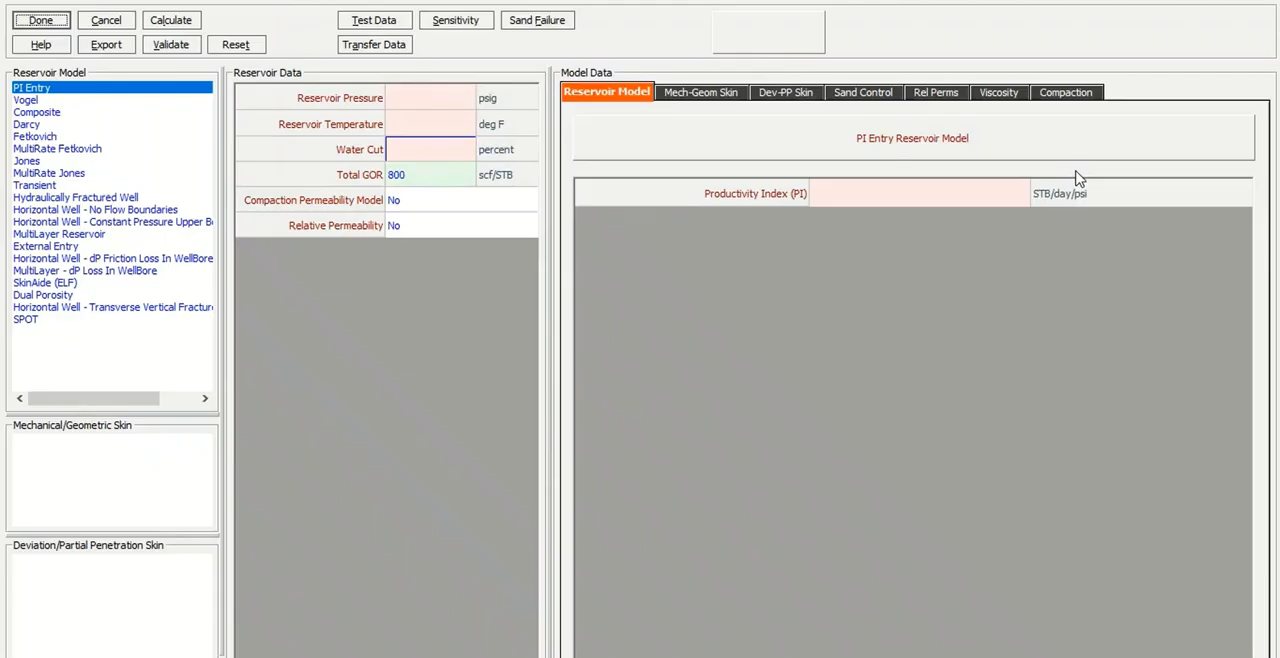 Done Cancel Calculate Test Data Sensitivity Sand Failure
Help Export Validate Reset Transfer Data
Reservoir Model
PI Entry
Vogel
Composite
Darcy
Fetkovich
MultiRate Fetkovich
Jones
MultiRate Jones
Transient
Hydraulically Fractured Well
Horizontal Well - No Flow Boundaries
Horizontal Well - Constant Pressure Upper Bo
MultiLayer Reservoir
External Entry
Horizontal Well - dP Friction Loss In WellBore
MultiLayer - dP Loss In WellBore
SkinAide (ELF)
Dual Porosity
Horizontal Well - Transverse Vertical Fracture
SPOT
Mechanical/Geometric Skin
Deviation/Partial Penetration Skin
Reservoir Data
Reservoir Pressure psig
Reservoir Temperature deg F
Water Cut percent
Total GOR 800 scf/STB
Compaction Permeability Model No
Relative Permeability No
Model Data
Reservoir Model Mech-Geom Skin Dev-PP Skin Sand Control Rel Perms Viscosity Compaction
PI Entry Reservoir Model
Productivity Index (PI) STB/day/psi